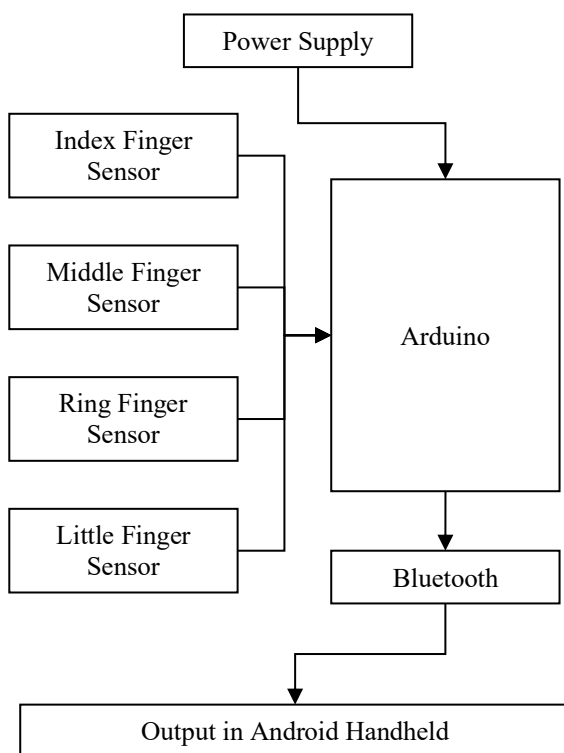 Power Supply
Index Finger
Sensor
Middle Finger
Sensor
Ring Finger
Sensor
Little Finger
Sensor
Arduino
Bluetooth
Output in Android Handheld